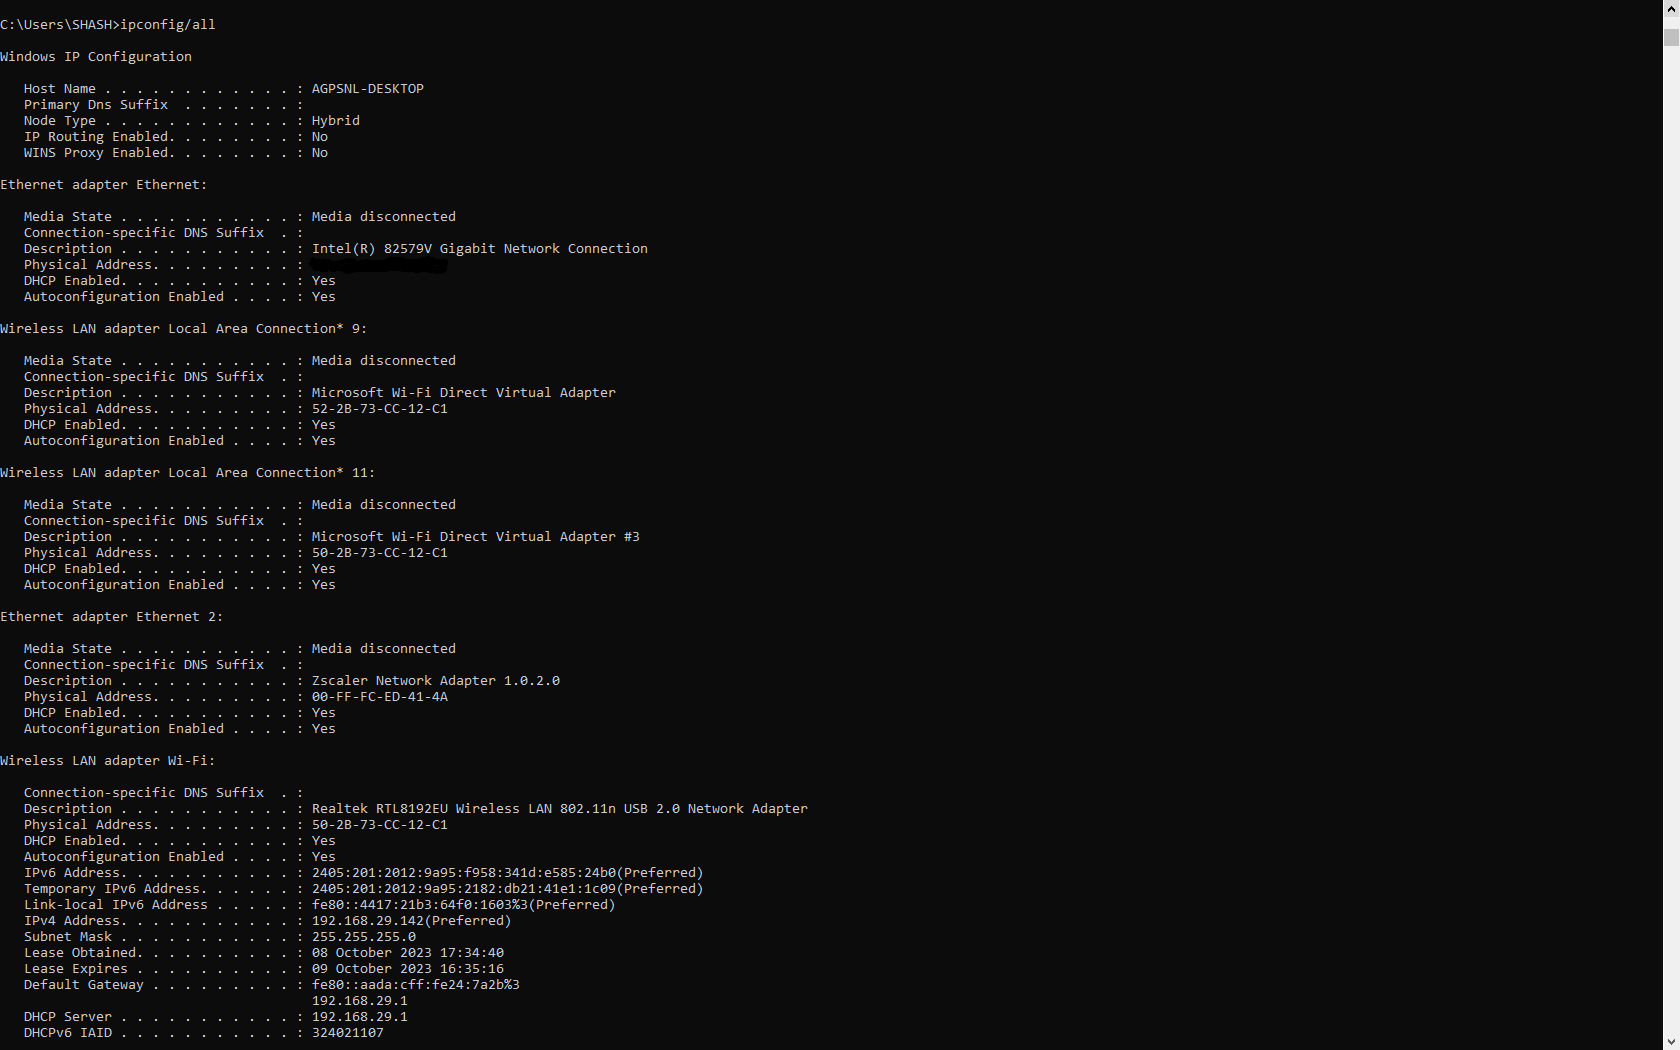 C:\Users\SHASH>ipconfig/all
Windows IP Configuration
   Host Name . . . . . . . . . . . . : AGPSNL-DESKTOP
   Primary Dns Suffix  . . . . . . . :
   Node Type . . . . . . . . . . . . : Hybrid
   IP Routing Enabled. . . . . . . . : No
   WINS Proxy Enabled. . . . . . . . : No
Ethernet adapter Ethernet:
   Media State . . . . . . . . . . . : Media disconnected
   Connection-specific DNS Suffix  . :
   Description . . . . . . . . . . . : Intel(R) 82579V Gigabit Network Connection
   Physical Address. . . . . . . . . :
   DHCP Enabled. . . . . . . . . . . : Yes
   Autoconfiguration Enabled . . . . : Yes
Wireless LAN adapter Local Area Connection* 9:
   Media State . . . . . . . . . . . : Media disconnected
   Connection-specific DNS Suffix  . :
   Description . . . . . . . . . . . : Microsoft Wi-Fi Direct Virtual Adapter
   Physical Address. . . . . . . . . : 52-2B-73-CC-12-C1
   DHCP Enabled. . . . . . . . . . . : Yes
   Autoconfiguration Enabled . . . . : Yes
Wireless LAN adapter Local Area Connection* 11:
   Media State . . . . . . . . . . . : Media disconnected
   Connection-specific DNS Suffix  . :
   Description . . . . . . . . . . . : Microsoft Wi-Fi Direct Virtual Adapter #3
   Physical Address. . . . . . . . . : 50-2B-73-CC-12-C1
   DHCP Enabled. . . . . . . . . . . : Yes
   Autoconfiguration Enabled . . . . : Yes
Ethernet adapter Ethernet 2:
   Media State . . . . . . . . . . . : Media disconnected
   Connection-specific DNS Suffix  . :
   Description . . . . . . . . . . . : Zscaler Network Adapter 1.0.2.0
   Physical Address. . . . . . . . . : 00-FF-FC-ED-41-4A
   DHCP Enabled. . . . . . . . . . . : Yes
   Autoconfiguration Enabled . . . . : Yes
Wireless LAN adapter Wi-Fi:
   Connection-specific DNS Suffix  . :
   Description . . . . . . . . . . . : Realtek RTL8192EU Wireless LAN 802.11n USB 2.0 Network Adapter
   Physical Address. . . . . . . . . : 50-2B-73-CC-12-C1
   DHCP Enabled. . . . . . . . . . . : Yes
   Autoconfiguration Enabled . . . . : Yes
   IPv6 Address. . . . . . . . . . . : 2405:201:2012:9a95:f958:341d:e585:24b0(Preferred)
   Temporary IPv6 Address. . . . . . : 2405:201:2012:9a95:2182:db21:41e1:1c09(Preferred)
   Link-local IPv6 Address . . . . . : fe80::4417:21b3:64f0:1603%3(Preferred)
   IPv4 Address. . . . . . . . . . . : 192.168.29.142(Preferred)
   Subnet Mask . . . . . . . . . . . : 255.255.255.0
   Lease Obtained. . . . . . . . . . : 08 October 2023 17:34:40
   Lease Expires . . . . . . . . . . : 09 October 2023 16:35:16
   Default Gateway . . . . . . . . . : fe80::aada:cff:fe24:7a2b%3
                                       192.168.29.1
   DHCP Server . . . . . . . . . . . : 192.168.29.1
   DHCPv6 IAID . . . . . . . . . . . : 324021107